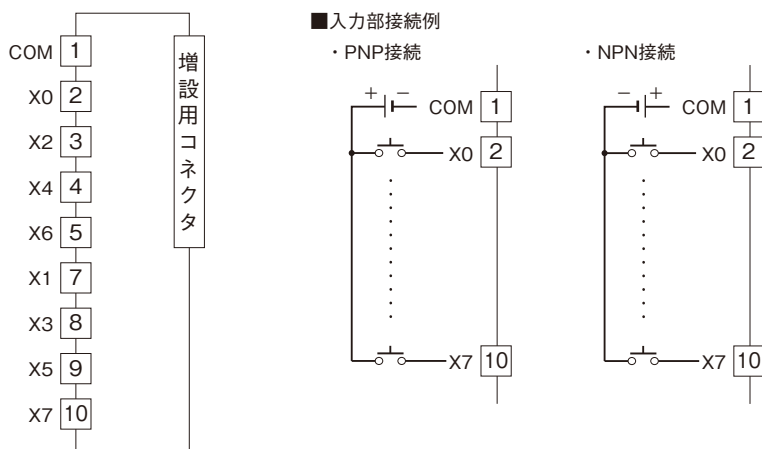 COM 1
X0 2
X2 3
X4 4
X6 5
X1 7
X3 8
X5 9
X7 10
増設用コネクタ
■入力部接続例
・PNP接続
+ −
COM 1
X0 2
X7 10
・NPN接続
− +
COM 1
X0 2
X7 10